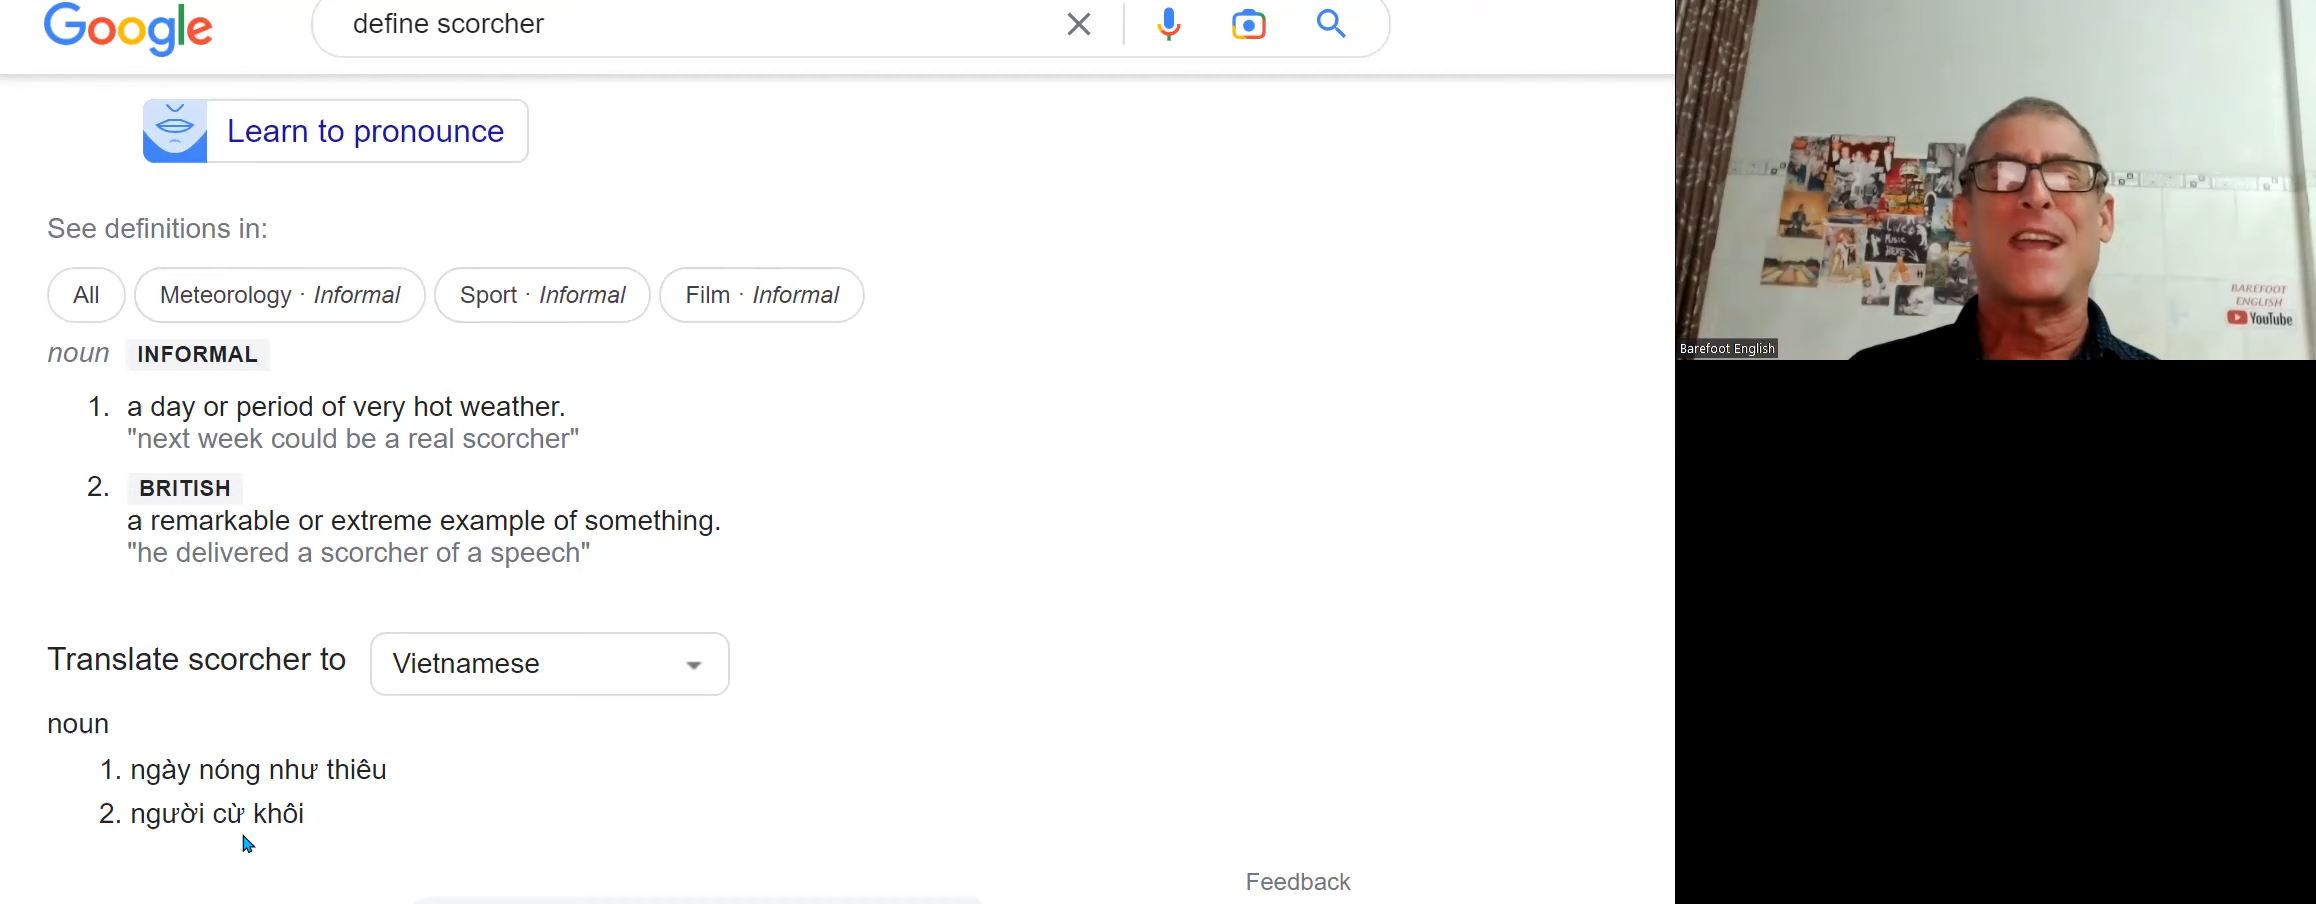 Google
define scorcher
Learn to pronounce
See definitions in:
All
Meteorology · Informal
Sport · Informal
Film · Informal
noun INFORMAL
1. a day or period of very hot weather.
"next week could be a real scorcher"
2. BRITISH
a remarkable or extreme example of something.
"he delivered a scorcher of a speech"
Translate scorcher to Vietnamese
noun
1. ngày nóng như thiêu
2. người cừ khôi
Feedback
LIVE
MUSIC
HERE
BAREFOOT
ENGLISH
YouTube
Barefoot English